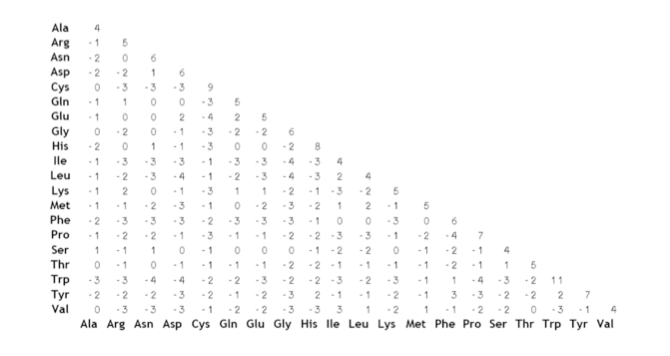 Ala 4
Arg -1 5
Asn -2 0 6
Asp -2 -2 1 6
Cys 0 -3 -3 -3 9
Gln -1 1 0 0 -3 5
Glu -1 0 0 2 -4 2 5
Gly 0 -2 0 -1 -3 -2 -2 6
His -2 0 1 -1 -3 0 0 -2 8
Ile -1 -3 -3 -3 -1 -3 -3 -4 -3 4
Leu -1 -2 -3 -4 -1 -2 -3 -4 -3 2 4
Lys -1 2 0 -1 -3 1 1 -2 -1 -3 -2 5
Met -1 -1 -2 -3 -1 0 -2 -3 -2 1 2 -1 5
Phe -2 -3 -3 -3 -2 -3 -3 -3 -1 0 0 -3 0 6
Pro -1 -2 -2 -1 -3 -1 -1 -2 -2 -3 -3 -1 -2 -4 7
Ser 1 -1 1 0 -1 0 0 0 -1 -2 -2 0 -1 -2 -1 4
Thr 0 -1 0 -1 -1 -1 -1 -2 -2 -1 -1 -1 -1 -2 -1 1 5
Trp -3 -3 -4 -4 -2 -2 -3 -2 -2 -3 -2 -3 -1 1 -4 -3 -2 11
Tyr -2 -2 -2 -3 -2 -1 -2 -3 2 -1 -1 -2 -1 3 -3 -2 -2 2 7
Val 0 -3 -3 -3 -1 -2 -2 -3 -3 3 1 -2 1 -1 -2 -2 0 -3 -1 4
Ala Arg Asn Asp Cys Gln Glu Gly His Ile Leu Lys Met Phe Pro Ser Thr Trp Tyr Val